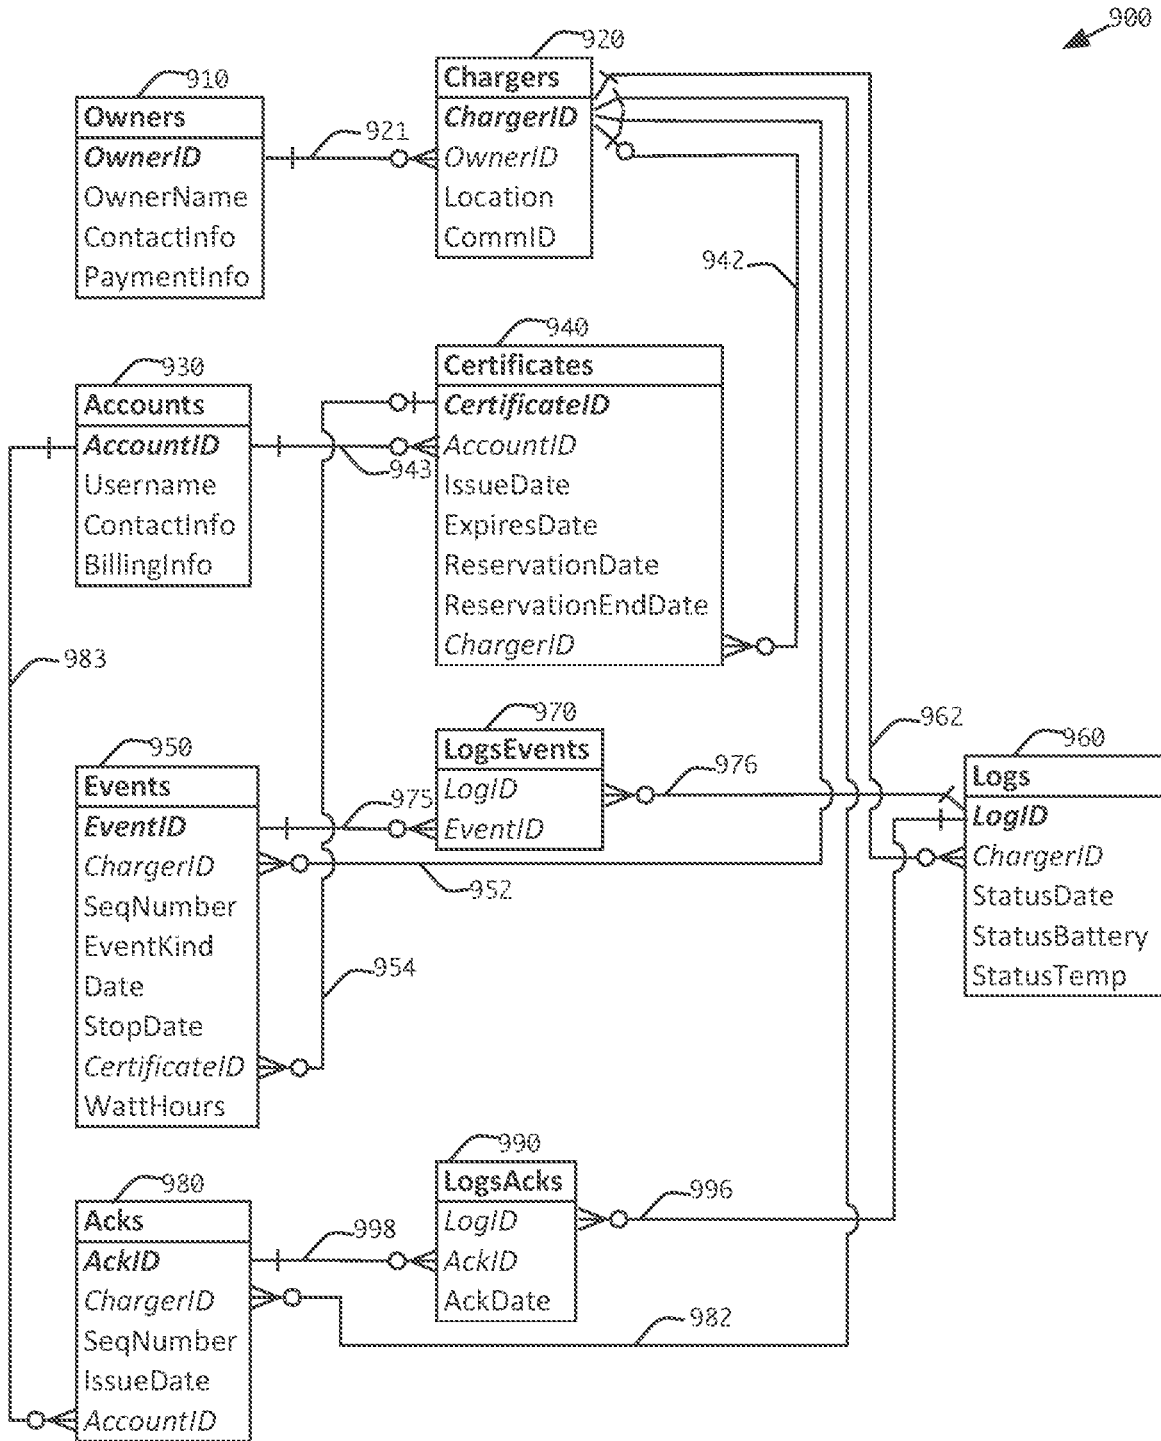 900
920
Chargers
ChargerID
OwnerID
Location
CommID
910
Owners
OwnerID
OwnerName
ContactInfo
PaymentInfo
921
942
940
Certificates
CertificateID
AccountID
IssueDate
ExpiresDate
ReservationDate
ReservationEndDate
ChargerID
930
Accounts
AccountID
Username
ContactInfo
BillingInfo
943
983
970
LogsEvents
LogID
EventID
976
962
960
Logs
LogID
ChargerID
StatusDate
StatusBattery
StatusTemp
950
Events
EventID
ChargerID
SeqNumber
EventKind
Date
StopDate
CertificateID
WattHours
975
952
954
990
LogsAcks
LogID
AckID
AckDate
996
980
Acks
AckID
ChargerID
SeqNumber
IssueDate
AccountID
998
982